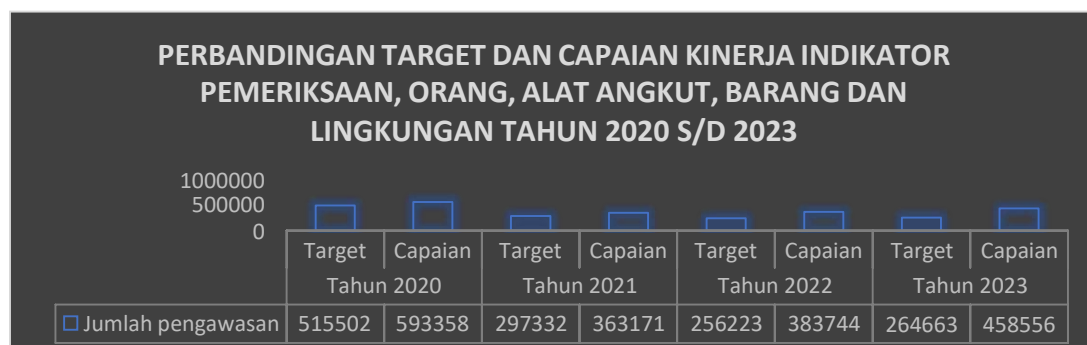 PERBANDINGAN TARGET DAN CAPAIAN KINERJA INDIKATOR
PEMERIKSAAN, ORANG, ALAT ANGKUT, BARANG DAN
LINGKUNGAN TAHUN 2020 S/D 2023
1000000
500000
0
Target Capaian Target Capaian Target Capaian Target Capaian
Tahun 2020 Tahun 2021 Tahun 2022 Tahun 2023
Jumlah pengawasan 515502 593358 297332 363171 256223 383744 264663 458556